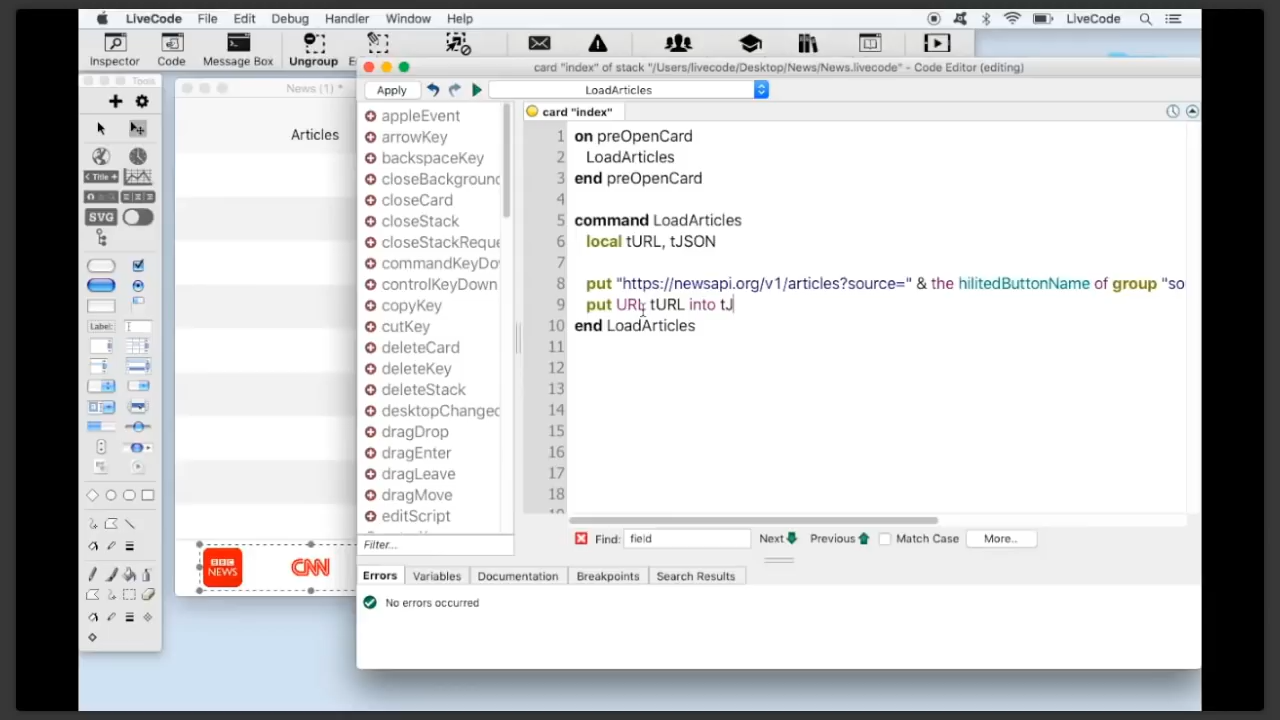 LiveCode File Edit Debug Handler Window Help LiveCode
Inspector Code Message Box Ungroup
card "index" of stack "/Users/livecode/Desktop/News/News.livecode" - Code Editor (editing)
Tools
News (1) *
Apply LoadArticles
card "index"
Articles
Title
SVG
Label:
appleEvent
arrowKey
backspaceKey
closeBackground
closeCard
closeStack
closeStackReque
commandKeyDo
controlKeyDown
copyKey
cutKey
deleteCard
deleteKey
deleteStack
desktopChanged
dragDrop
dragEnter
dragLeave
dragMove
editScript
Filter...
1 on preOpenCard
2 LoadArticles
3 end preOpenCard
4
5 command LoadArticles
6 local tURL, tJSON
7
8 put "https://newsapi.org/v1/articles?source=" & the hilitedButtonName of group "so
9 put URL tURL into tJ
10 end LoadArticles
11
12
13
14
15
16
17
18
Find: field Next Previous Match Case More..
Errors Variables Documentation Breakpoints Search Results
No errors occurred
BBC
NEWS
CNN